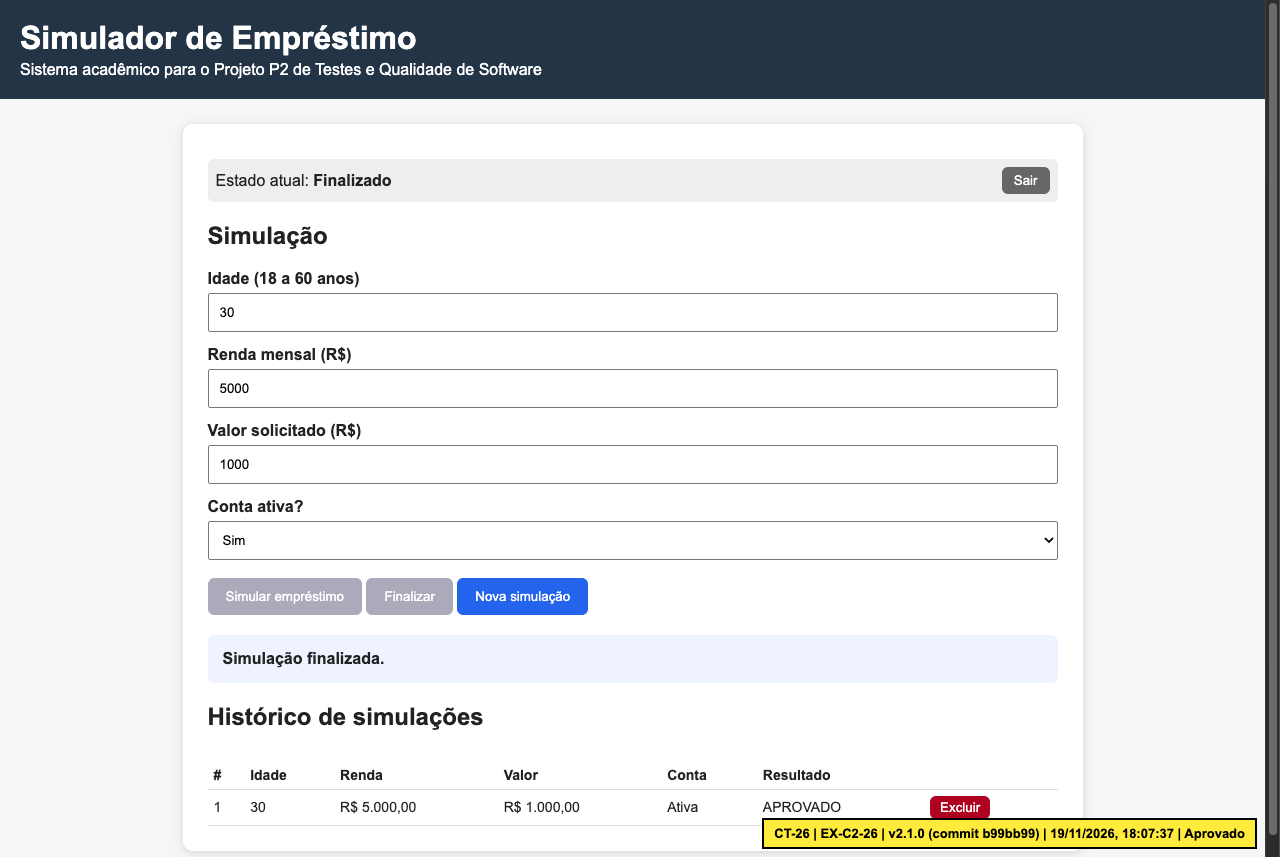 Simulador de Empréstimo
Sistema acadêmico para o Projeto P2 de Testes e Qualidade de Software
Estado atual: Finalizado
Sair
Simulação
Idade (18 a 60 anos)
30
Renda mensal (R$)
5000
Valor solicitado (R$)
1000
Conta ativa?
Sim
Simular empréstimo Finalizar Nova simulação
Simulação finalizada.
Histórico de simulações
# Idade Renda Valor Conta Resultado
1 30 R$ 5.000,00 R$ 1.000,00 Ativa APROVADO Excluir
CT-26 | EX-C2-26 | v2.1.0 (commit b99bb99) | 19/11/2026, 18:07:37 | Aprovado